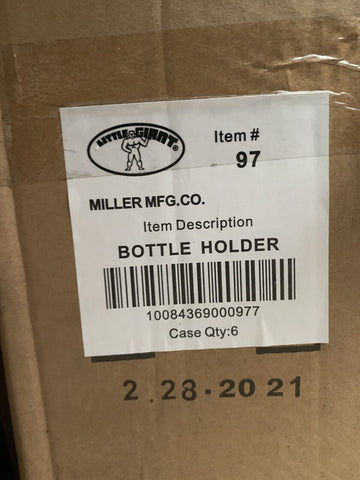 LITTLE GIANT®
Item #
97
MILLER MFG.CO.
Item Description
BOTTLE HOLDER
10084369000977
Case Qty:6
2.28.2021